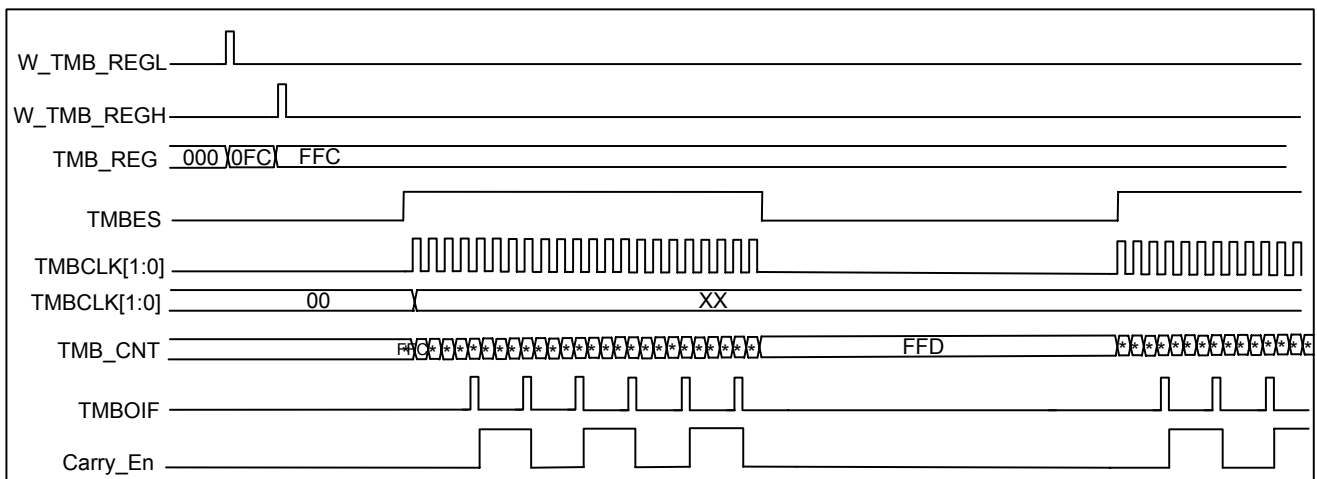 W_TMB_REGL
W_TMB_REGH
TMB_REG 000 0FC FFC
TMBES
TMBCLK[1:0]
TMBCLK[1:0] 00 XX
TMB_CNT FFC * * * * * * * * * * * * * * * * * * * * * FFD * * * * * * * * * * * * * * *
TMBOIF
Carry_En